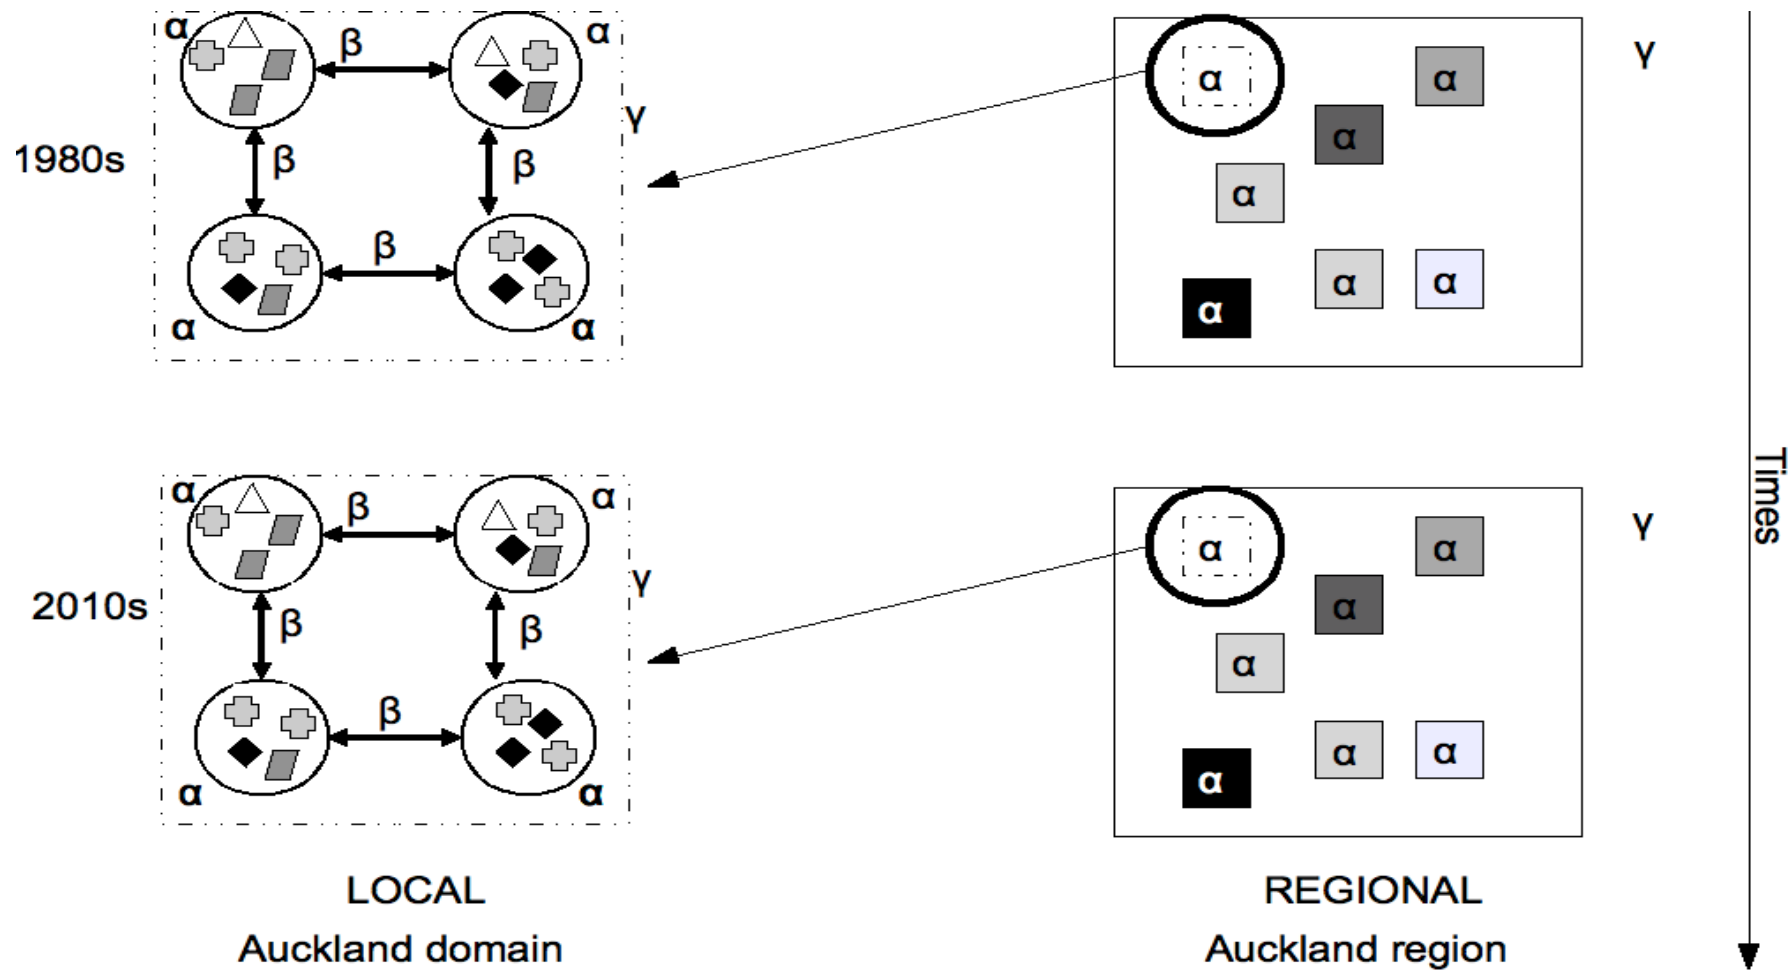 α β α α γ
γ α
1980s β β α
α
β
α α α α α
α β α α γ
γ α
2010s β β α
α
β
α α α α α
Times
LOCAL REGIONAL
Auckland domain Auckland region